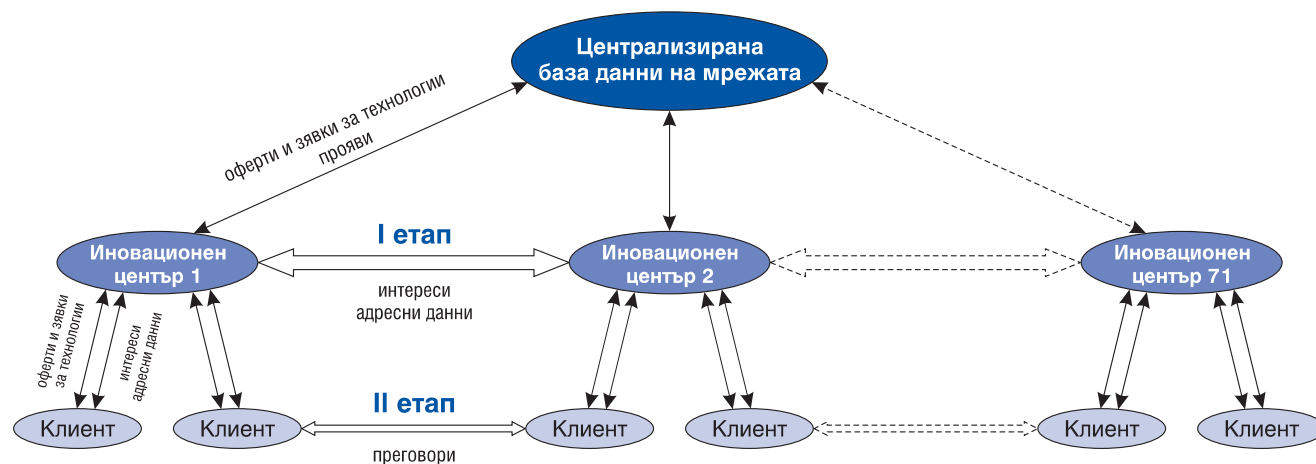 Централизирана
база данни на мрежата
оферти и зявки за технологии
прояви
I етап
Иновационен
център 1
Иновационен
център 2
Иновационен
център 71
интереси
адресни данни
оферти и зявки
за технологии
интереси
адресни данни
II етап
Клиент
Клиент
Клиент
Клиент
Клиент
Клиент
преговори